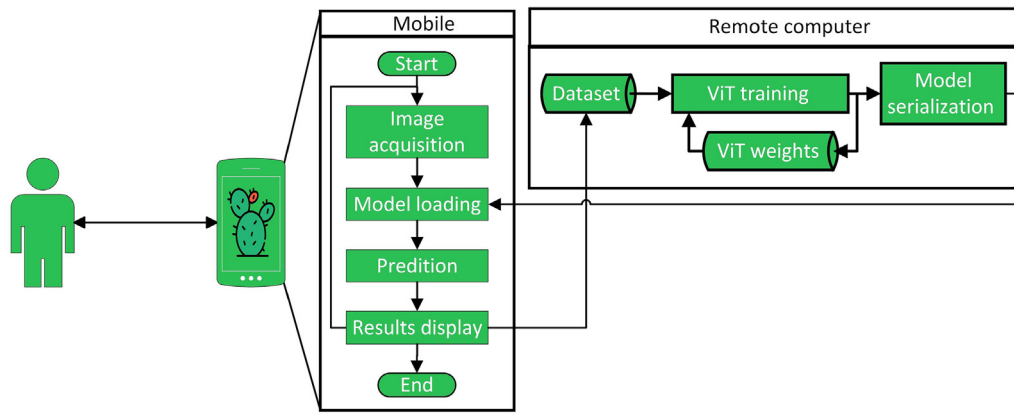 Mobile
Start
Image
acquisition
Model loading
Predition
Results display
End
Remote computer
Dataset
ViT training
Model
serialization
ViT weights